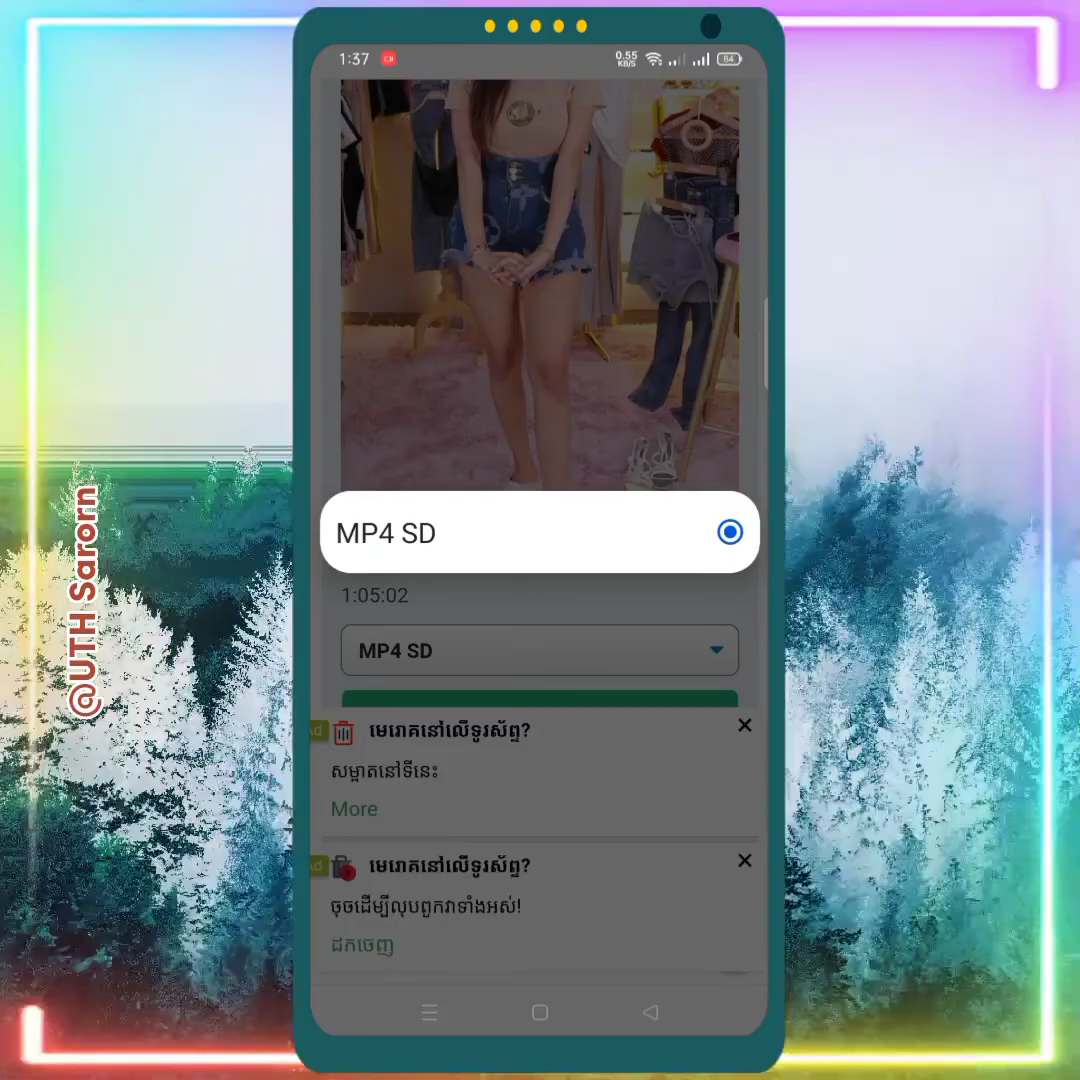 1:37
0.55
KB/S
84
MP4 SD
1:05:02
MP4 SD
Ad
មេរោគនៅលើទូរស័ព្ទ?
សម្អាតនៅទីនេះ
More
Ad
មេរោគនៅលើទូរស័ព្ទ?
ចុចដើម្បីលុបពួកវាទាំងអស់!
ដកចេញ
@UTH Sarorn